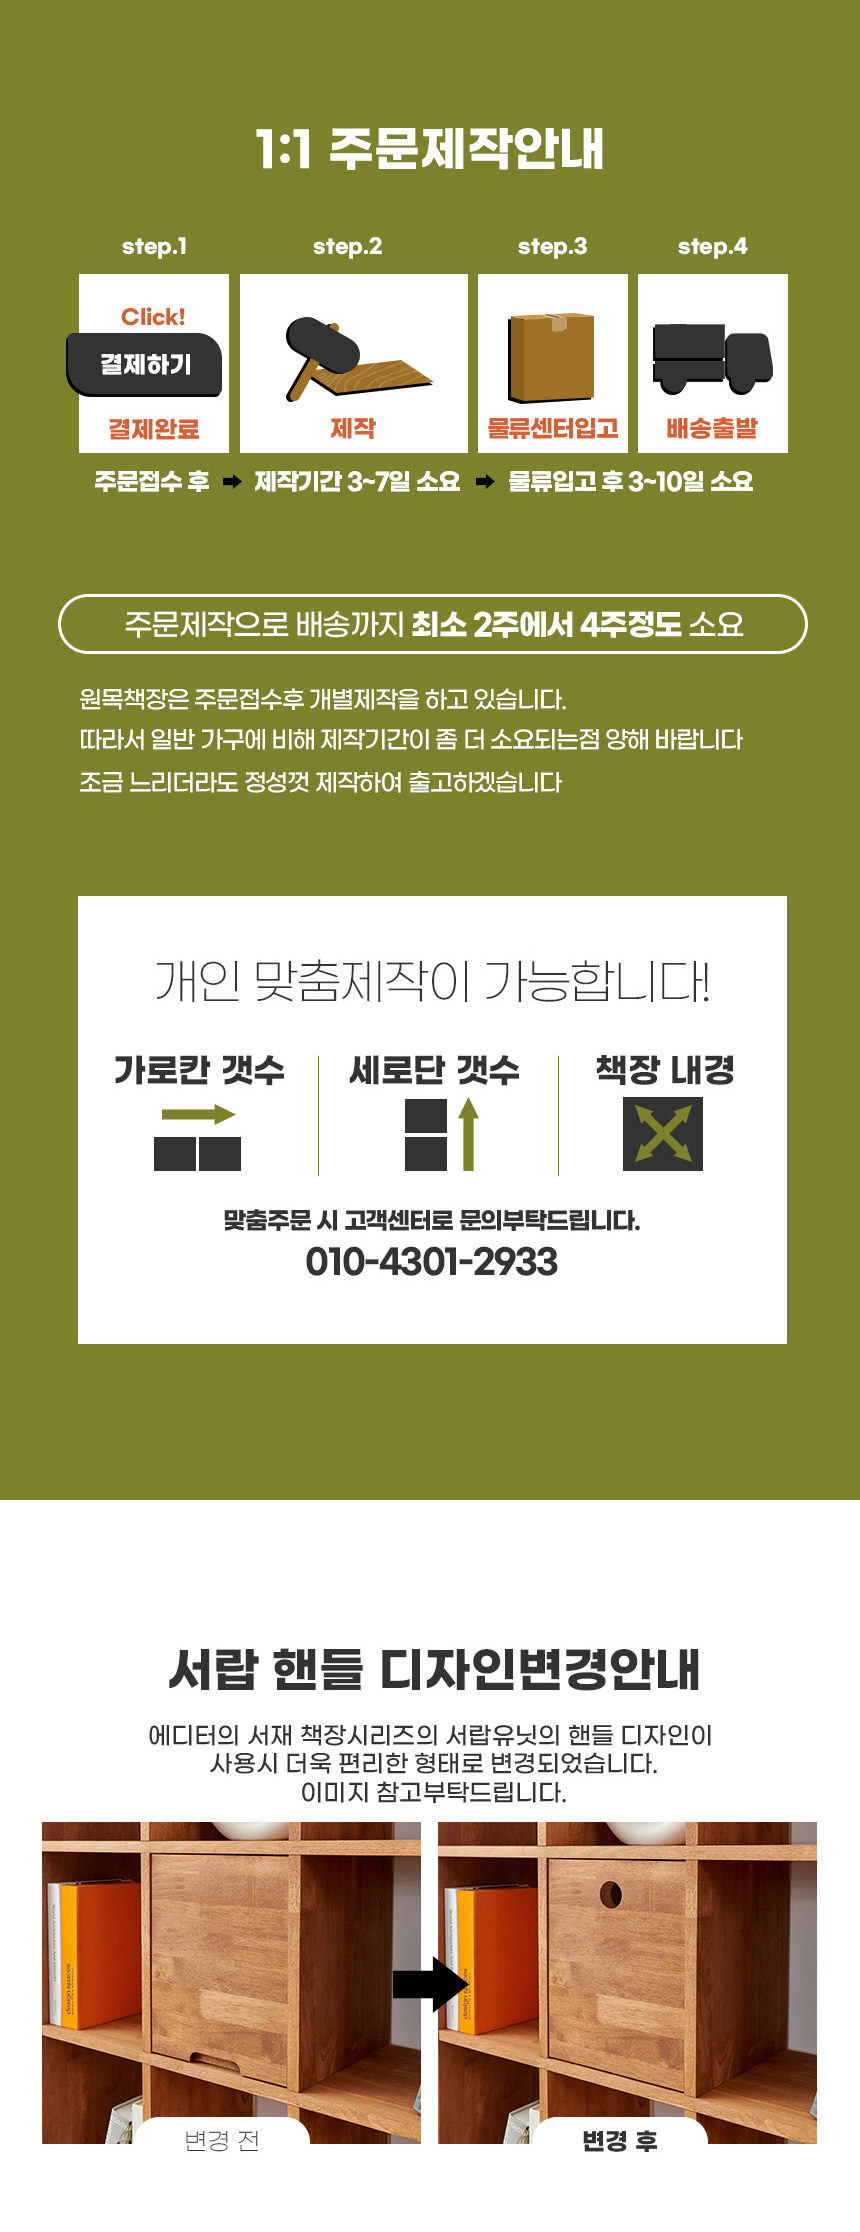 1:1 주문제작안내
step.1
step.2
step.3
step.4
Click!
결제하기
결제완료
제작
물류센터입고
배송출발
주문접수 후
제작기간 3~7일 소요
물류입고 후 3~10일 소요
주문제작으로 배송까지 최소 2주에서 4주정도 소요
원목책장은 주문접수후 개별제작을 하고 있습니다.
따라서 일반 가구에 비해 제작기간이 좀 더 소요되는점 양해 바랍니다
조금 느리더라도 정성껏 제작하여 출고하겠습니다
개인 맞춤제작이 가능합니다!
가로칸 갯수
세로단 갯수
책장 내경
맞춤주문 시 고객센터로 문의부탁드립니다.
010-4301-2933
서랍 핸들 디자인변경안내
에디터의 서재 책장시리즈의 서랍유닛의 핸들 디자인이
사용시 더욱 편리한 형태로 변경되었습니다.
이미지 참고부탁드립니다.
design spaces
design spaces
변경 전
변경 후